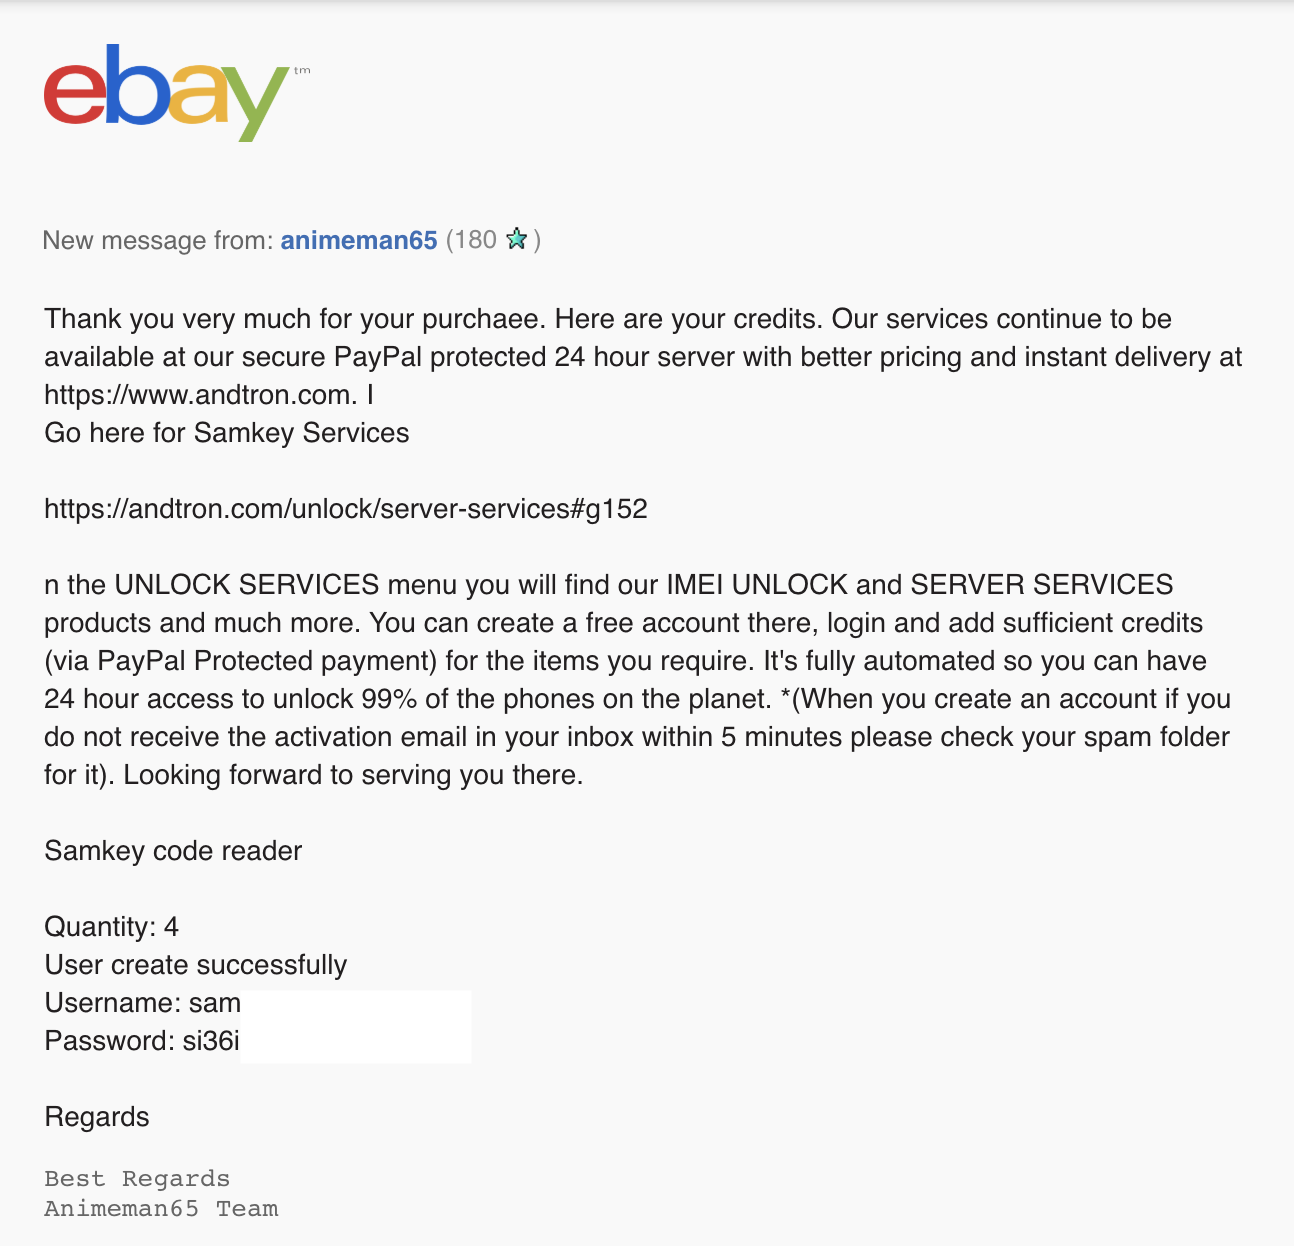 ebay™
New message from: animeman65 (180 )
Thank you very much for your purchaee. Here are your credits. Our services continue to be
available at our secure PayPal protected 24 hour server with better pricing and instant delivery at
https://www.andtron.com. I
Go here for Samkey Services
https://andtron.com/unlock/server-services#g152
n the UNLOCK SERVICES menu you will find our IMEI UNLOCK and SERVER SERVICES
products and much more. You can create a free account there, login and add sufficient credits
(via PayPal Protected payment) for the items you require. It's fully automated so you can have
24 hour access to unlock 99% of the phones on the planet. *(When you create an account if you
do not receive the activation email in your inbox within 5 minutes please check your spam folder
for it). Looking forward to serving you there.
Samkey code reader
Quantity: 4
User create successfully
Username: sam
Password: si36i
Regards
Best Regards
Animeman65 Team